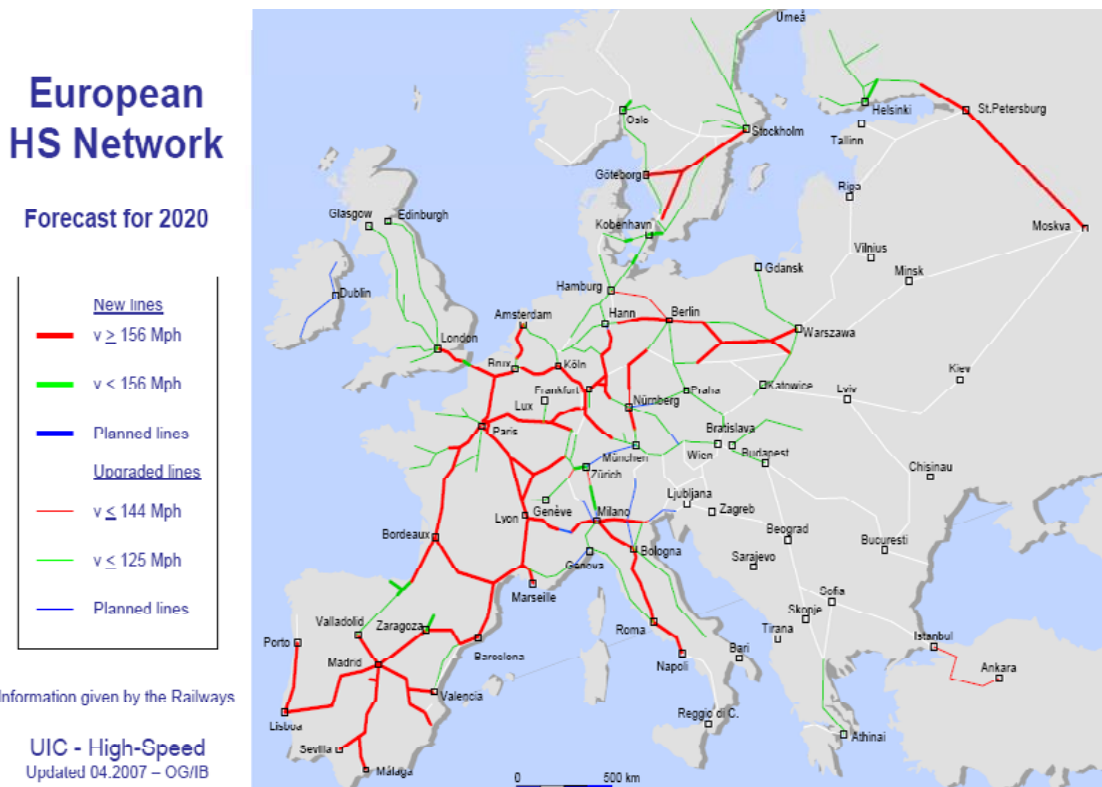 European
HS Network
Forecast for 2020
New lines
v ≥ 156 Mph
v < 156 Mph
Planned lines
Upgraded lines
v ≤ 144 Mph
v ≤ 125 Mph
Planned lines
Information given by the Railways
UIC - High-Speed
Updated 04.2007 – OG/IB
Umeå
Helsinki
St.Petersburg
Oslo
Stockholm
Tallinn
Göteborg
Riga
Glasgow
Edinburgh
Kobenhavn
Moskva
Vilnius
Minsk
Gdansk
Dublin
Hamburg
Amsterdam
Hann
Berlin
Warszawa
London
Brux
Köln
Frankfurt
Praha
Katowice
Kiev
Lux
Nürnberg
Lviv
Paris
Bratislava
München
Wien
Budapest
Zürich
Chisinau
Genève
Ljubljana
Lyon
Milano
Zagreb
Bordeaux
Beograd
Bologna
Bucuresti
Genova
Sarajevo
Marseille
Valladolid
Zaragoza
Sofia
Porto
Roma
Skopje
Tirana
Istanbul
Madrid
Barcelona
Napoli
Bari
Ankara
Valencia
Lisboa
Reggio di C.
Athinai
Sevilla
Málaga
0 500 km